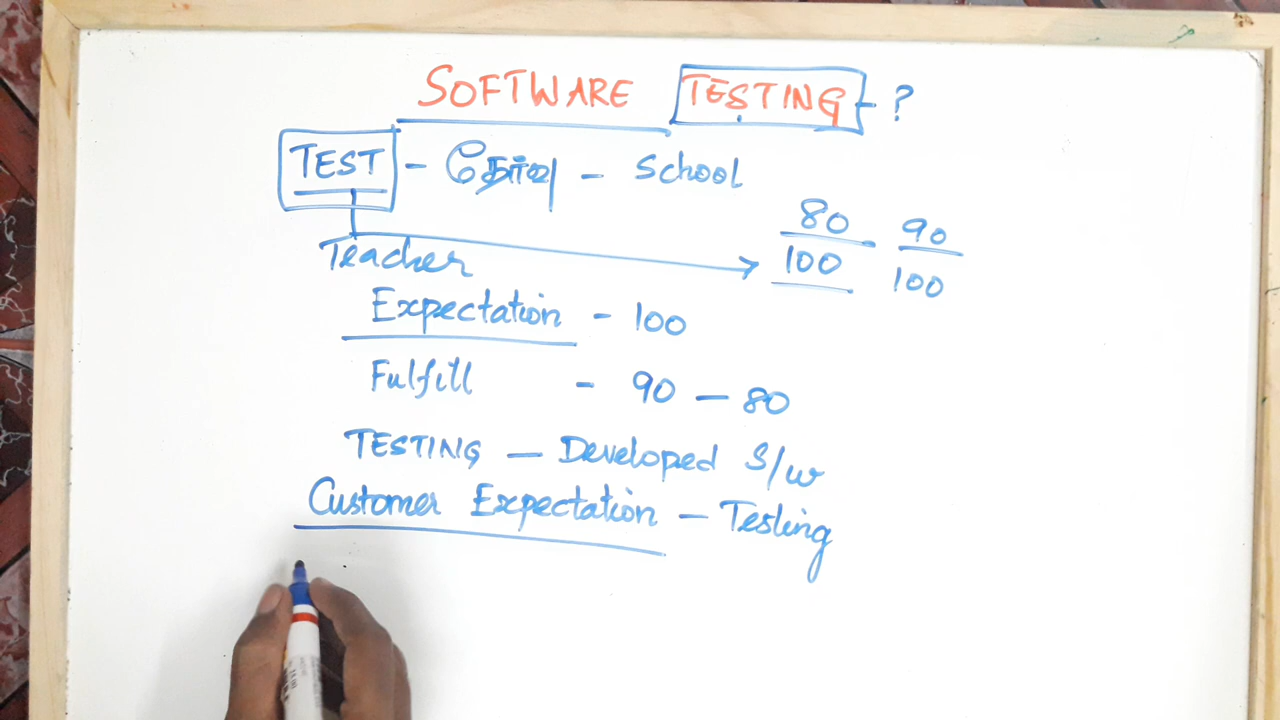 SOFTWARE TESTING - ?
TEST - தேர்வு - School
80/100 - 90/100
Teacher
Expectation - 100
Fulfill - 90 - 80
TESTING - Developed S/w
Customer Expectation - Testing